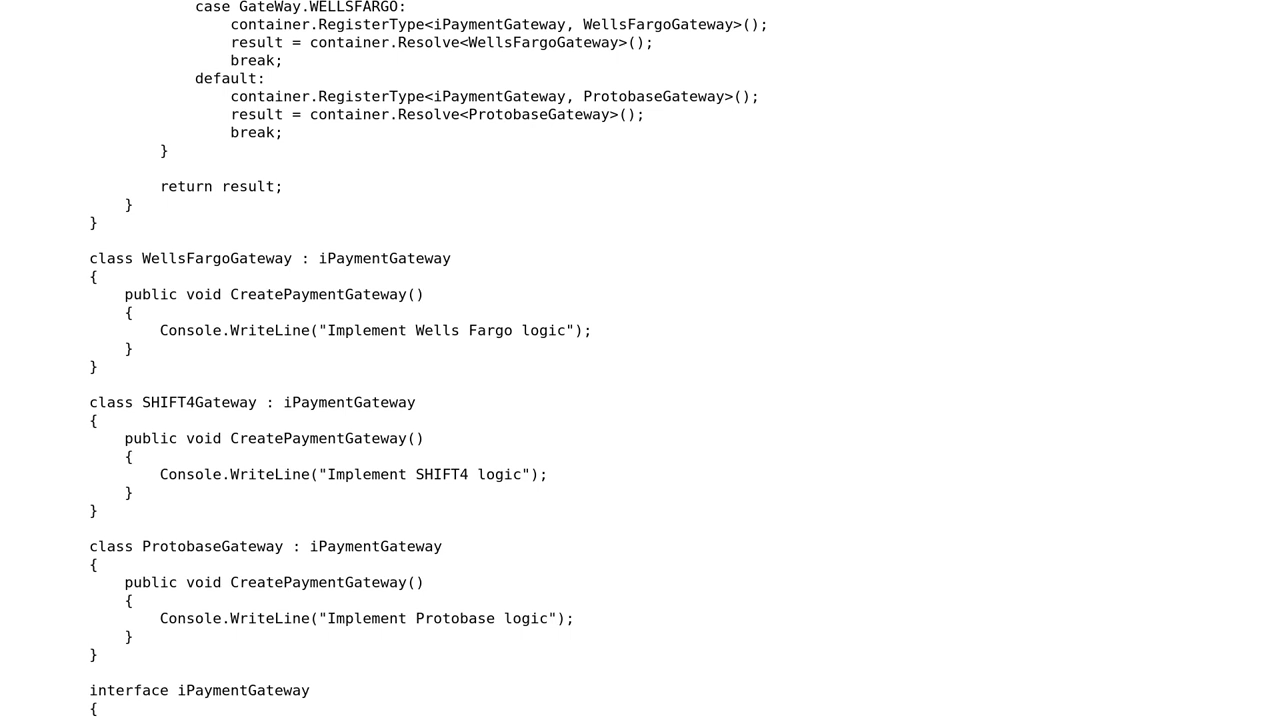 case GateWay.WELLSFARGO:
                container.RegisterType<iPaymentGateway, WellsFargoGateway>();
                result = container.Resolve<WellsFargoGateway>();
                break;
            default:
                container.RegisterType<iPaymentGateway, ProtobaseGateway>();
                result = container.Resolve<ProtobaseGateway>();
                break;
        }

        return result;
    }
}

class WellsFargoGateway : iPaymentGateway
{
    public void CreatePaymentGateway()
    {
        Console.WriteLine("Implement Wells Fargo logic");
    }
}

class SHIFT4Gateway : iPaymentGateway
{
    public void CreatePaymentGateway()
    {
        Console.WriteLine("Implement SHIFT4 logic");
    }
}

class ProtobaseGateway : iPaymentGateway
{
    public void CreatePaymentGateway()
    {
        Console.WriteLine("Implement Protobase logic");
    }
}

interface iPaymentGateway
{